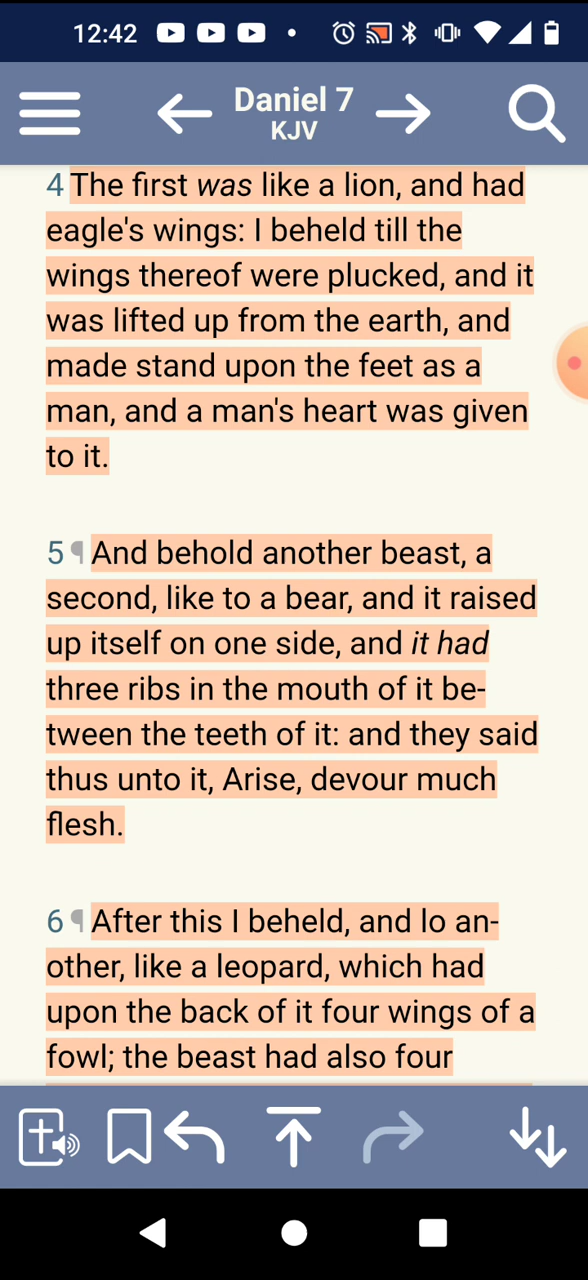 12:42
Daniel 7
KJV
4 The first was like a lion, and had
eagle's wings: I beheld till the
wings thereof were plucked, and it
was lifted up from the earth, and
made stand upon the feet as a
man, and a man's heart was given
to it.
5 ¶ And behold another beast, a
second, like to a bear, and it raised
up itself on one side, and it had
three ribs in the mouth of it be-
tween the teeth of it: and they said
thus unto it, Arise, devour much
flesh.
6 ¶ After this I beheld, and lo an-
other, like a leopard, which had
upon the back of it four wings of a
fowl; the beast had also four